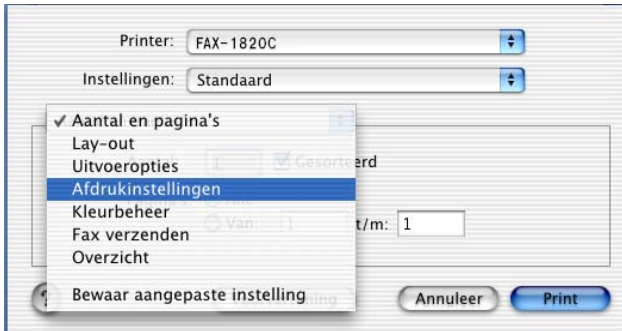 Printer: FAX-1820C
Instellingen: Standaard
✓ Aantal en pagina's
Lay-out
Uitvoeropties
1 Gesorteerd
Afdrukinstellingen
Kleurbeheer
Van: 1 t/m: 1
Fax verzenden
Overzicht
Bewaar aangepaste instelling
? Annuleer Print